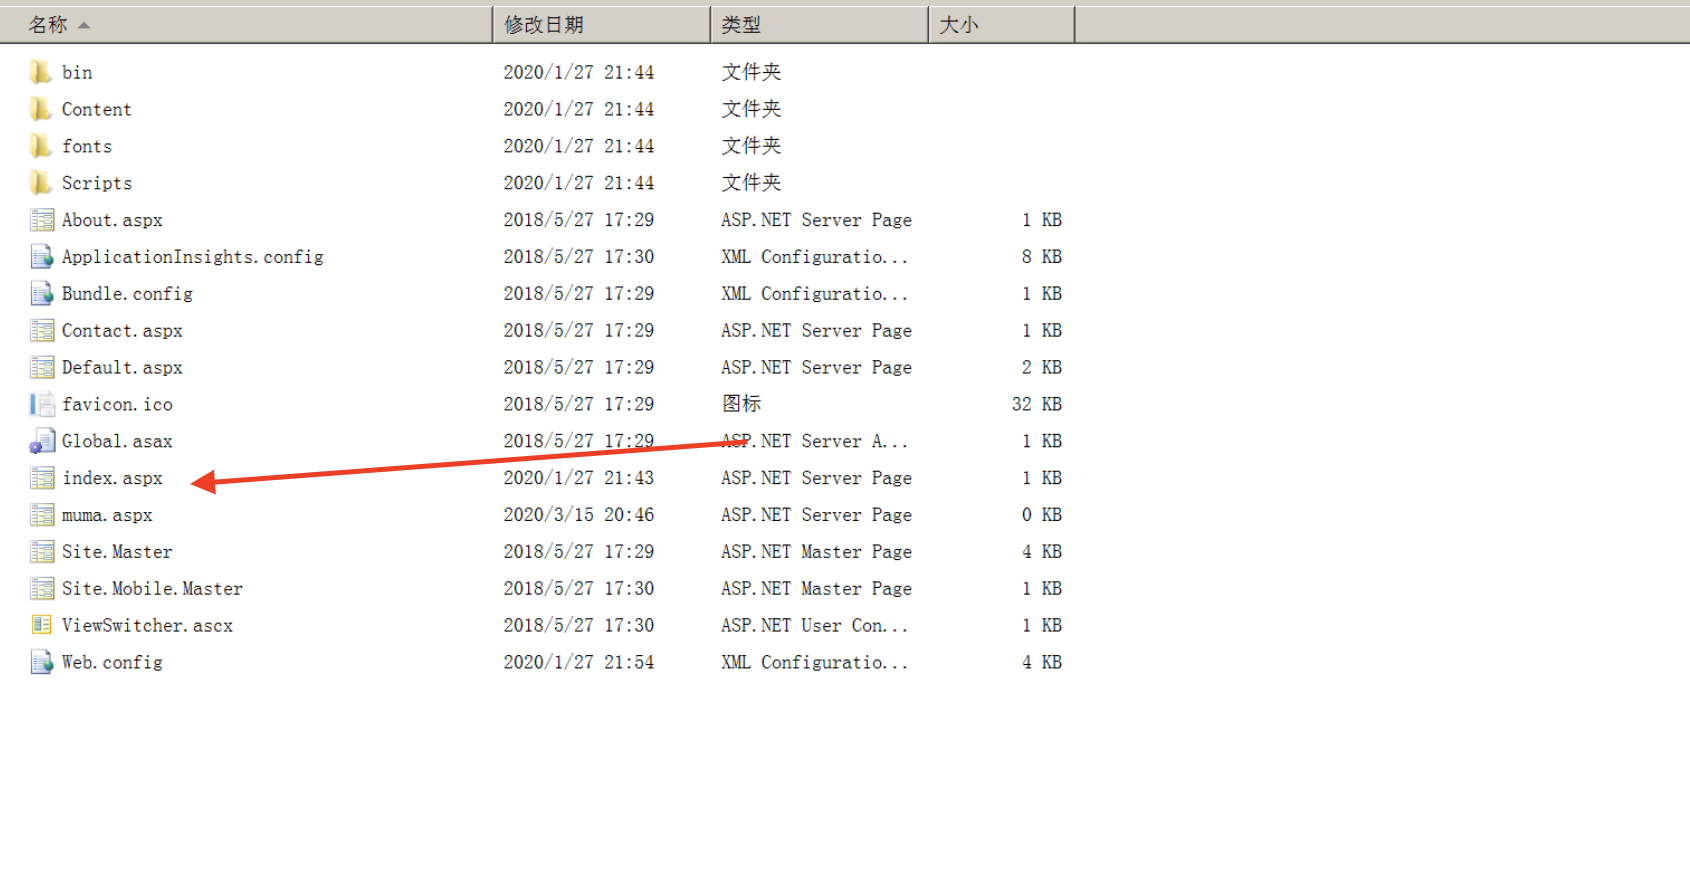 名称 修改日期 类型 大小
bin 2020/1/27 21:44 文件夹
Content 2020/1/27 21:44 文件夹
fonts 2020/1/27 21:44 文件夹
Scripts 2020/1/27 21:44 文件夹
About.aspx 2018/5/27 17:29 ASP.NET Server Page 1 KB
ApplicationInsights.config 2018/5/27 17:30 XML Configuratio... 8 KB
Bundle.config 2018/5/27 17:29 XML Configuratio... 1 KB
Contact.aspx 2018/5/27 17:29 ASP.NET Server Page 1 KB
Default.aspx 2018/5/27 17:29 ASP.NET Server Page 2 KB
favicon.ico 2018/5/27 17:29 图标 32 KB
Global.asax 2018/5/27 17:29 ASP.NET Server A... 1 KB
index.aspx 2020/1/27 21:43 ASP.NET Server Page 1 KB
muma.aspx 2020/3/15 20:46 ASP.NET Server Page 0 KB
Site.Master 2018/5/27 17:29 ASP.NET Master Page 4 KB
Site.Mobile.Master 2018/5/27 17:30 ASP.NET Master Page 1 KB
ViewSwitcher.ascx 2018/5/27 17:30 ASP.NET User Con... 1 KB
Web.config 2020/1/27 21:54 XML Configuratio... 4 KB